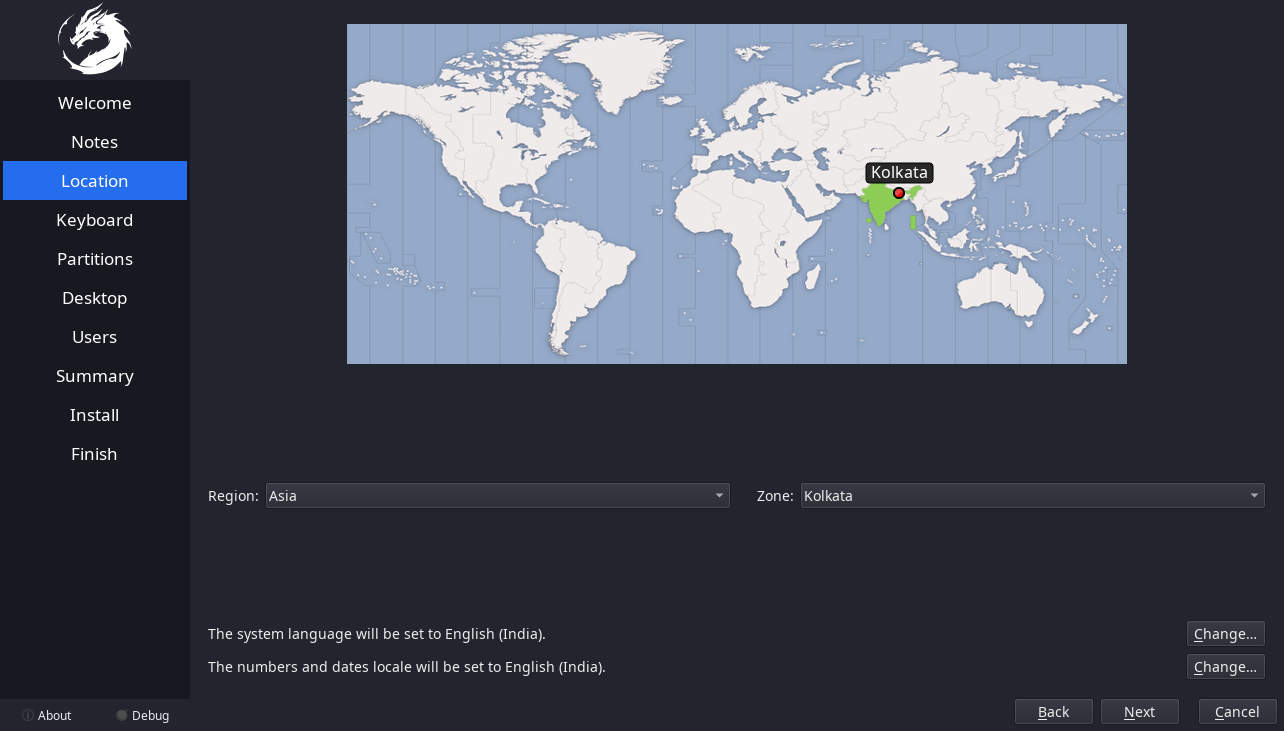 Welcome
Notes
Location
Keyboard
Partitions
Desktop
Users
Summary
Install
Finish
Kolkata
Region: Asia Zone: Kolkata
The system language will be set to English (India). Change...
The numbers and dates locale will be set to English (India). Change...
About Debug Back Next Cancel